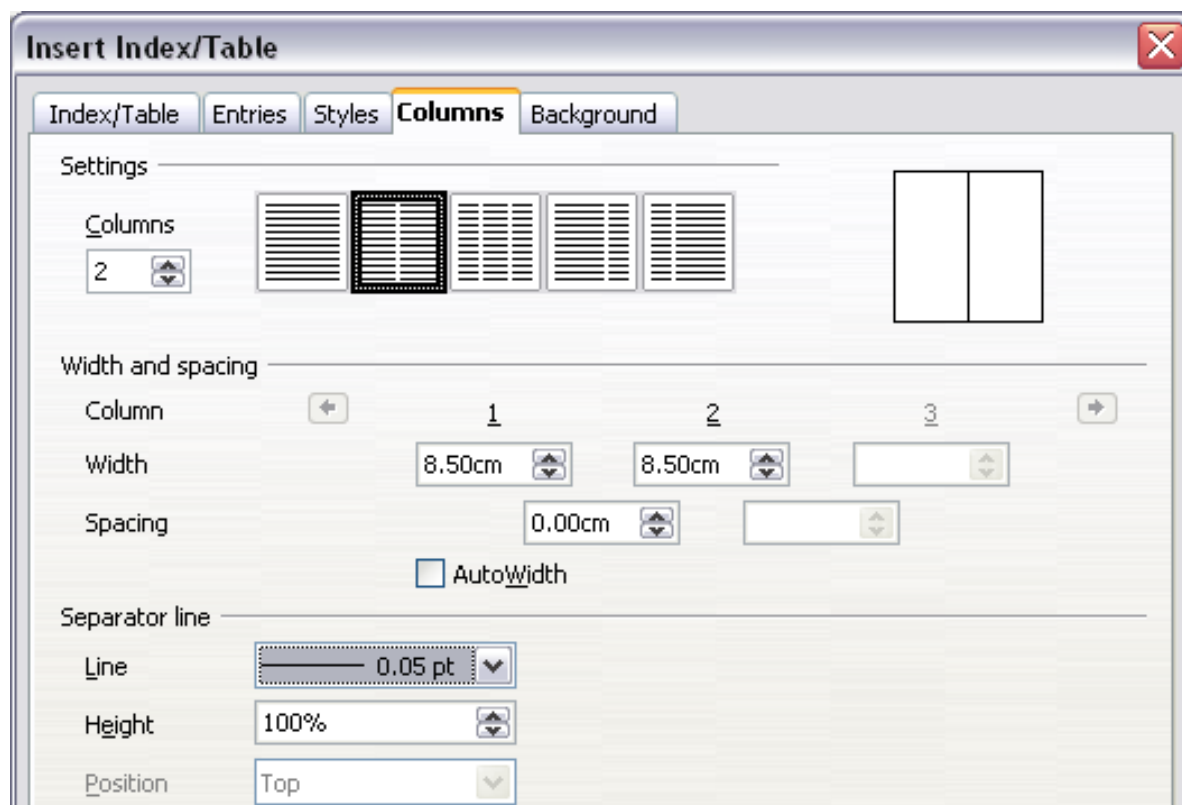 Insert Index/Table
Index/Table Entries Styles Columns Background
Settings
Columns
2
Width and spacing
Column 1 2 3
Width 8.50cm 8.50cm
Spacing 0.00cm
AutoWidth
Separator line
Line 0.05 pt
Height 100%
Position Top